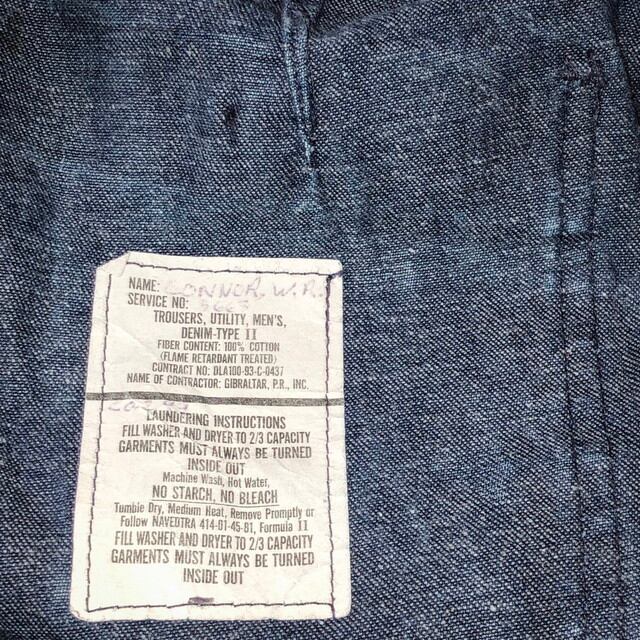 NAME: CONNOR, W.R.
SERVICE NO:
TROUSERS, UTILITY, MEN'S,
DENIM-TYPE II
FIBER CONTENT: 100% COTTON
(FLAME RETARDANT TREATED)
CONTRACT NO: DLA100-93-C-0437
NAME OF CONTRACTOR: GIBRALTAR, P.R., INC.
LAUNDERING INSTRUCTIONS
FILL WASHER AND DRYER TO 2/3 CAPACITY
GARMENTS MUST ALWAYS BE TURNED
INSIDE OUT
Machine Wash, Hot Water,
NO STARCH, NO BLEACH
Tumble Dry, Medium Heat, Remove Promptly or
Follow NAVEDTRA 414-01-45-81, Formula II
FILL WASHER AND DRYER TO 2/3 CAPACITY
GARMENTS MUST ALWAYS BE TURNED
INSIDE OUT